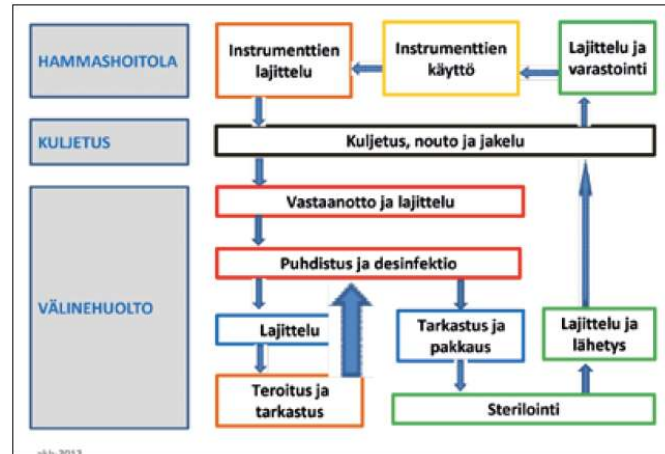 HAMMASHOITOLA
Instrumenttien
lajittelu
Instrumenttien
käyttö
Lajittelu ja
varastointi
KULJETUS
Kuljetus, nouto ja jakelu
VÄLINEHUOLTO
Vastaanotto ja lajittelu
Puhdistus ja desinfektio
Lajittelu
Tarkastus ja
pakkaus
Lajittelu ja
lähetys
Teroitus ja
tarkastus
Sterilointi